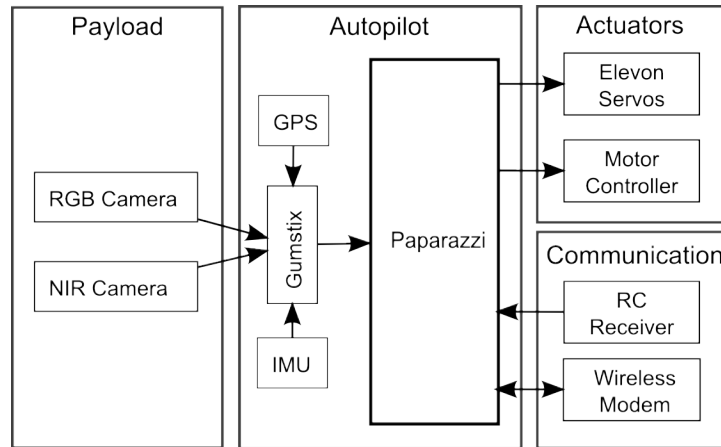 Payload
RGB Camera
NIR Camera
Autopilot
GPS
Gumstix
IMU
Paparazzi
Actuators
Elevon
Servos
Motor
Controller
Communication
RC
Receiver
Wireless
Modem